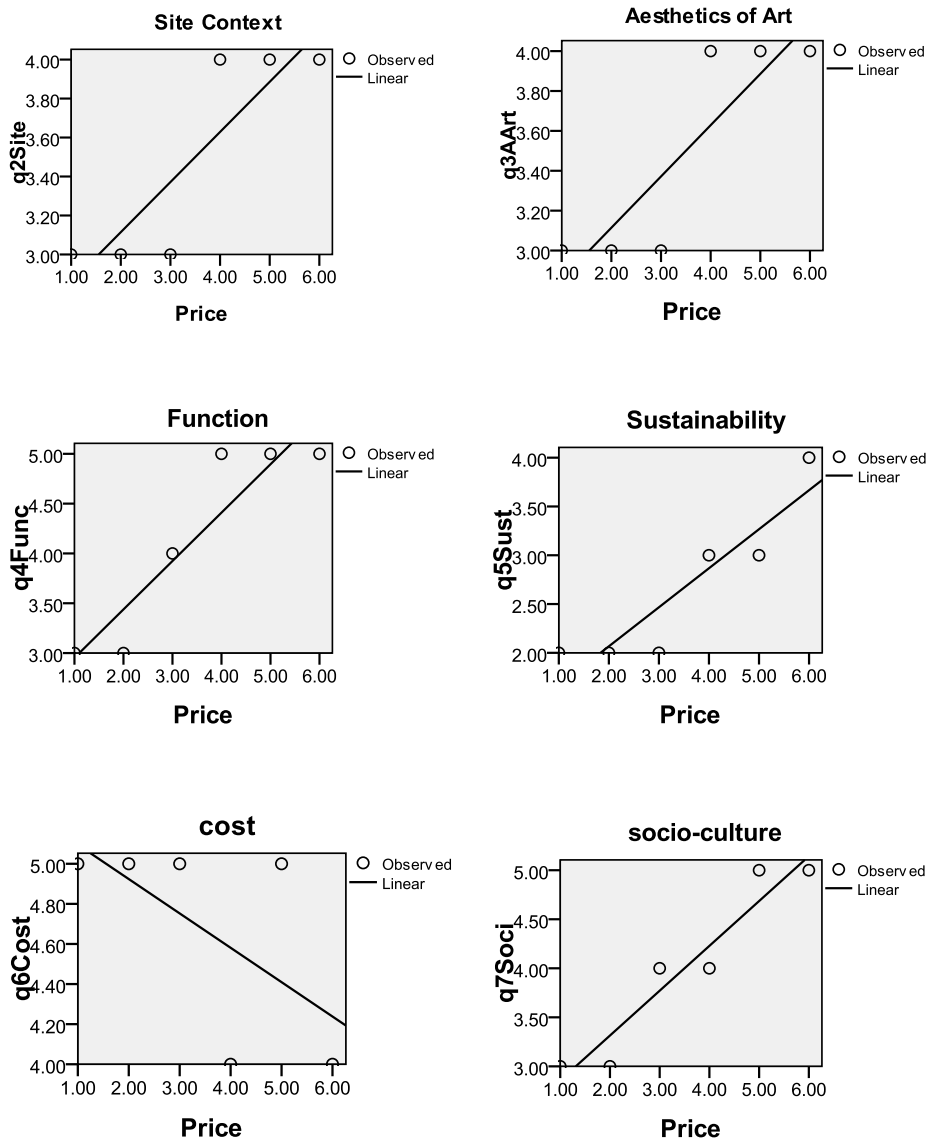 Site Context
4.00
3.80
3.60
3.40
3.20
3.00
q2Site
1.00 2.00 3.00 4.00 5.00 6.00
Price
Observed
Linear
Aesthetics of Art
4.00
3.80
3.60
3.40
3.20
3.00
q3AArt
1.00 2.00 3.00 4.00 5.00 6.00
Price
Observed
Linear
Function
5.00
4.50
4.00
3.50
3.00
q4Func
1.00 2.00 3.00 4.00 5.00 6.00
Price
Observed
Linear
Sustainability
4.00
3.50
3.00
2.50
2.00
q5Sust
1.00 2.00 3.00 4.00 5.00 6.00
Price
Observed
Linear
cost
5.00
4.80
4.60
4.40
4.20
4.00
q6Cost
1.00 2.00 3.00 4.00 5.00 6.00
Price
Observed
Linear
socio-culture
5.00
4.50
4.00
3.50
3.00
q7Soci
1.00 2.00 3.00 4.00 5.00 6.00
Price
Observed
Linear